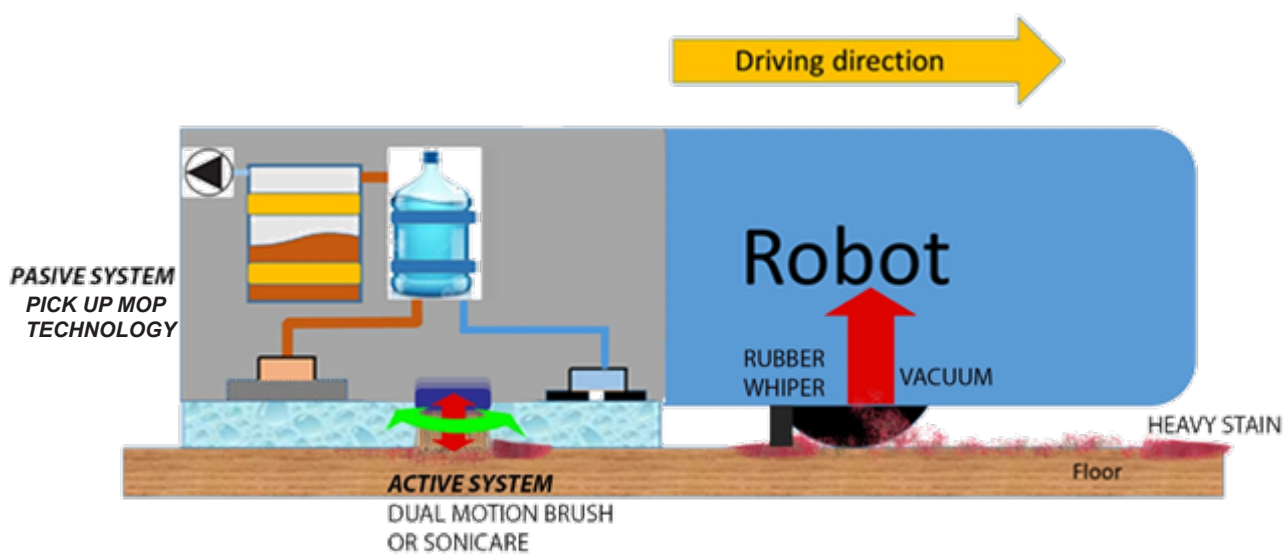 Driving direction
Robot
PASIVE SYSTEM
PICK UP MOP
TECHNOLOGY
RUBBER
WHIPER
VACUUM
HEAVY STAIN
Floor
ACTIVE SYSTEM
DUAL MOTION BRUSH
OR SONICARE